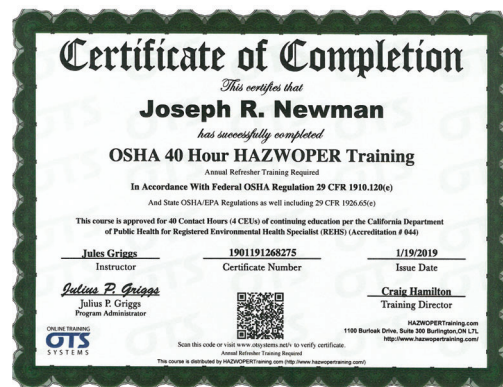 Certificate of Completion
This certifies that
Joseph R. Newman
has successfully completed
OSHA 40 Hour HAZWOPER Training
Annual Refresher Training Required
In Accordance With Federal OSHA Regulation 29 CFR 1910.120(e)
And State OSHA/EPA Regulations as well including 29 CFR 1926.65(e)
This course is approved for 40 Contact Hours (4 CEUs) of continuing education per the California Department
of Public Health for Registered Environmental Health Specialist (REHS) (Accreditation # 044)
Jules Griggs 1901191268275 1/19/2019
Instructor Certificate Number Issue Date
Julius P. Griggs Craig Hamilton
Julius P. Griggs Training Director
Program Administrator
HAZWOPERTraining.com
1100 Burloak Drive. Suite 300 Burlington,ON L7L
http://www.hazwopertraining.com/
ONLINE TRAINING
OTS
SYSTEMS
Scan this code or visit www.otsystems.net/v to verify certificate.
Annual Refresher Training Required
This course is distributed by HAZWOPERTraining.com (http://www.hazwopertraining.com/)